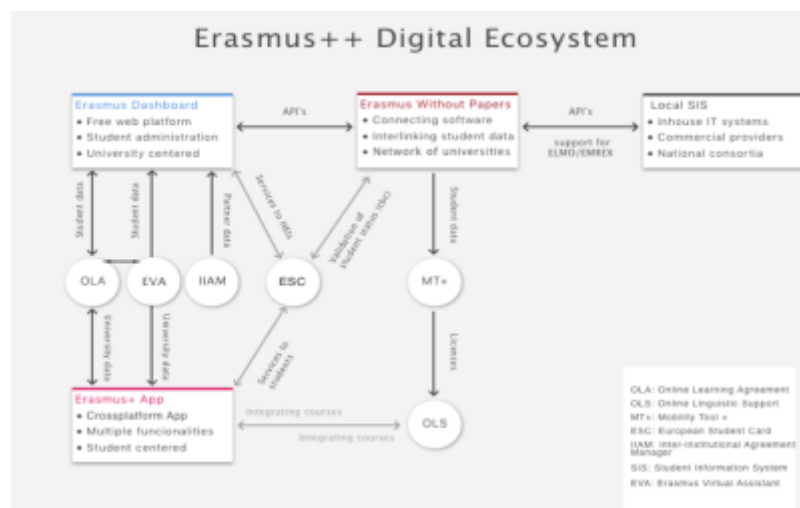 Erasmus++ Digital Ecosystem
Erasmus Dashboard
• Free web platform
• Student administration
• University centered
API's
Erasmus Without Papers
• Connecting software
• Interlinking student data
• Network of universities
API's
support for
ELMO/EMREX
Local SIS
• Inhouse IT systems
• Commercial providers
• National consortia
Student data
Student data
Partner data
Services to HEIs
Validation of
student status (tbc)
Student data
OLA
EVA
IIAM
ESC
MT+
University data
University data
Services to
students
Licences
Erasmus+ App
• Crossplatform App
• Multiple funcionalities
• Student centered
Integrating courses
Integrating courses
OLS
OLA: Online Learning Agreement
OLS: Online Linguistic Support
MT+: Mobility Tool +
ESC: European Student Card
IIAM: Inter-Institutional Agreement
Manager
SIS: Student Information System
EVA: Erasmus Virtual Assistant